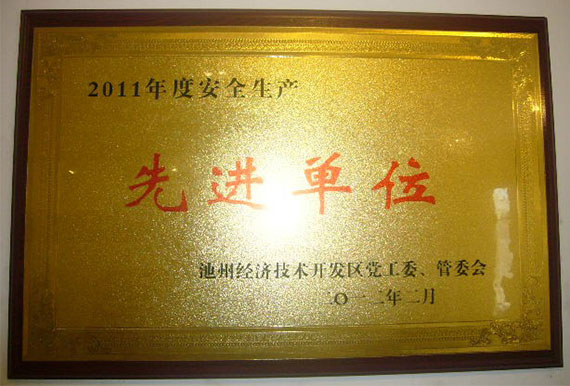 2011年度安全生产
先进单位
池州经济技术开发区党工委、管委会
二〇一二年二月